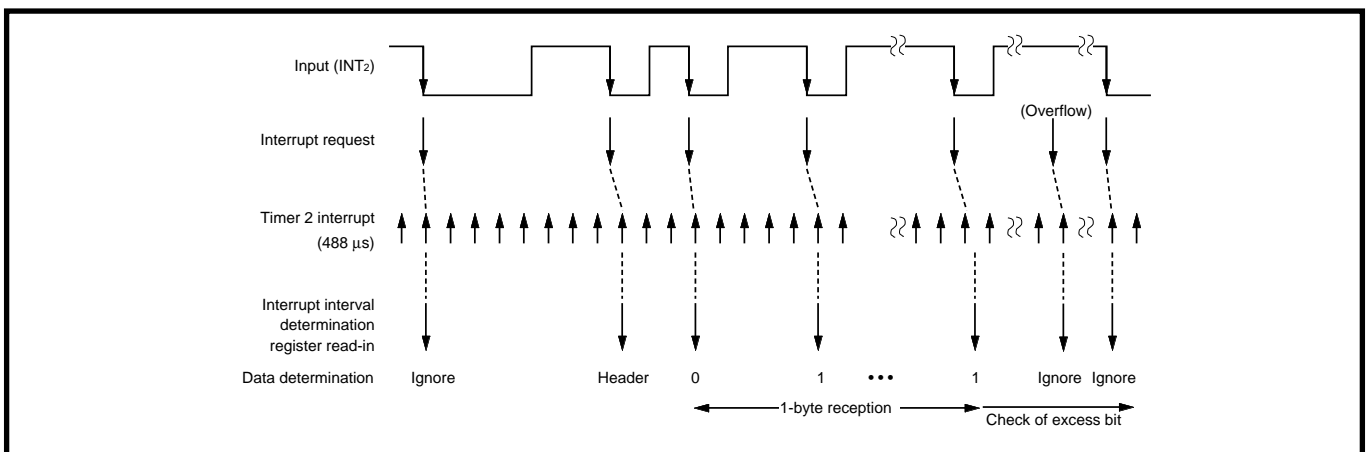 Input (INT2)
(Overflow)
Interrupt request
Timer 2 interrupt
(488 μs)
Interrupt interval
determination
register read-in
Data determination Ignore Header 0 1 ••• 1 Ignore Ignore
1-byte reception
Check of excess bit